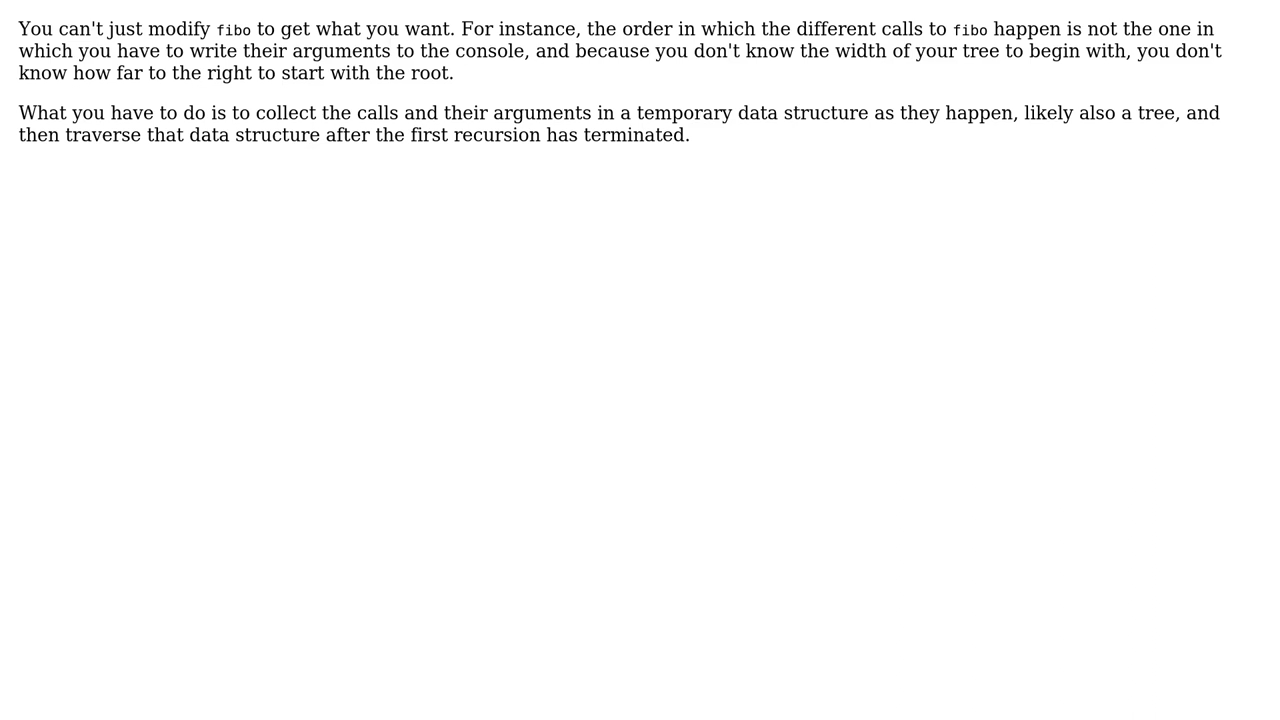 You can't just modify fibo to get what you want. For instance, the order in which the different calls to fibo happen is not the one in
which you have to write their arguments to the console, and because you don't know the width of your tree to begin with, you don't
know how far to the right to start with the root.
What you have to do is to collect the calls and their arguments in a temporary data structure as they happen, likely also a tree, and
then traverse that data structure after the first recursion has terminated.